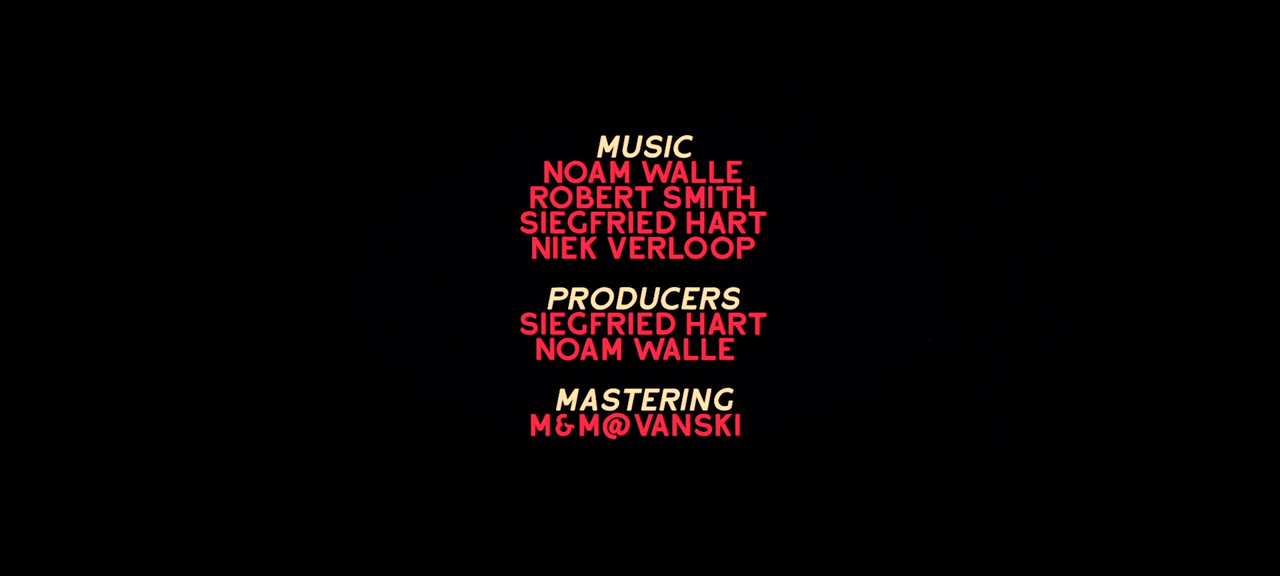 MUSIC
NOAM WALLE
ROBERT SMITH
SIEGFRIED HART
NIEK VERLOOP
PRODUCERS
SIEGFRIED HART
NOAM WALLE
MASTERING
M&M@VANSKI